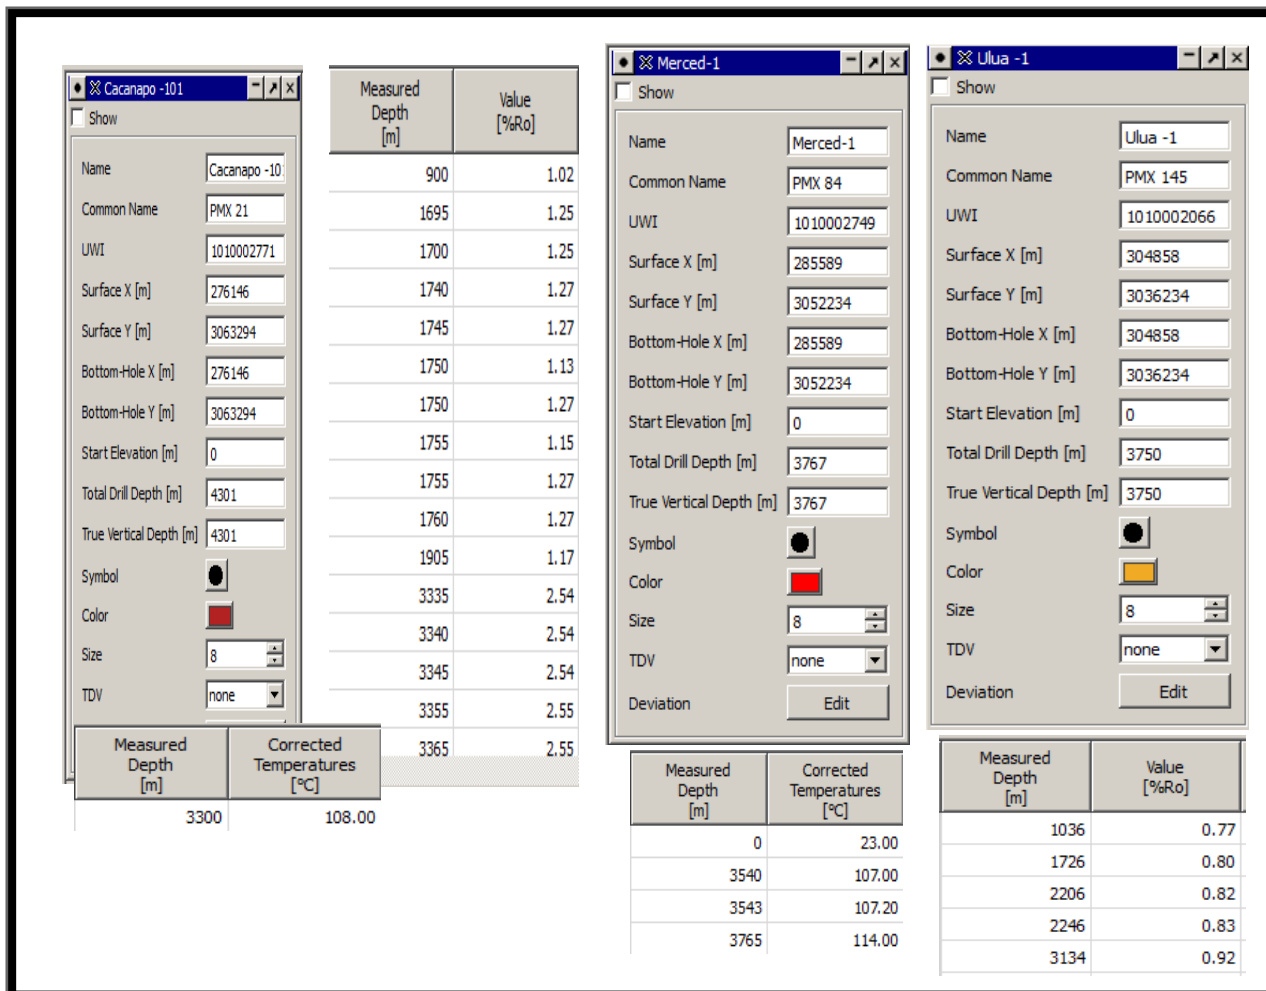 Cacanapo -101
Show
Name Cacanapo -10
Common Name PMX 21
UWI 1010002771
Surface X [m] 276146
Surface Y [m] 3063294
Bottom-Hole X [m] 276146
Bottom-Hole Y [m] 3063294
Start Elevation [m] 0
Total Drill Depth [m] 4301
True Vertical Depth [m] 4301
Symbol
Color
Size 8
TDV none
Measured Depth [m] Corrected Temperatures [°C]
3300 108.00
Measured Depth [m] Value [%Ro]
900 1.02
1695 1.25
1700 1.25
1740 1.27
1745 1.27
1750 1.13
1750 1.27
1755 1.15
1755 1.27
1760 1.27
1905 1.17
3335 2.54
3340 2.54
3345 2.54
3355 2.55
3365 2.55
Merced-1
Show
Name Merced-1
Common Name PMX 84
UWI 1010002749
Surface X [m] 285589
Surface Y [m] 3052234
Bottom-Hole X [m] 285589
Bottom-Hole Y [m] 3052234
Start Elevation [m] 0
Total Drill Depth [m] 3767
True Vertical Depth [m] 3767
Symbol
Color
Size 8
TDV none
Deviation Edit
Measured Depth [m] Corrected Temperatures [°C]
0 23.00
3540 107.00
3543 107.20
3765 114.00
Ulua -1
Show
Name Ulua -1
Common Name PMX 145
UWI 1010002066
Surface X [m] 304858
Surface Y [m] 3036234
Bottom-Hole X [m] 304858
Bottom-Hole Y [m] 3036234
Start Elevation [m] 0
Total Drill Depth [m] 3750
True Vertical Depth [m] 3750
Symbol
Color
Size 8
TDV none
Deviation Edit
Measured Depth [m] Value [%Ro]
1036 0.77
1726 0.80
2206 0.82
2246 0.83
3134 0.92